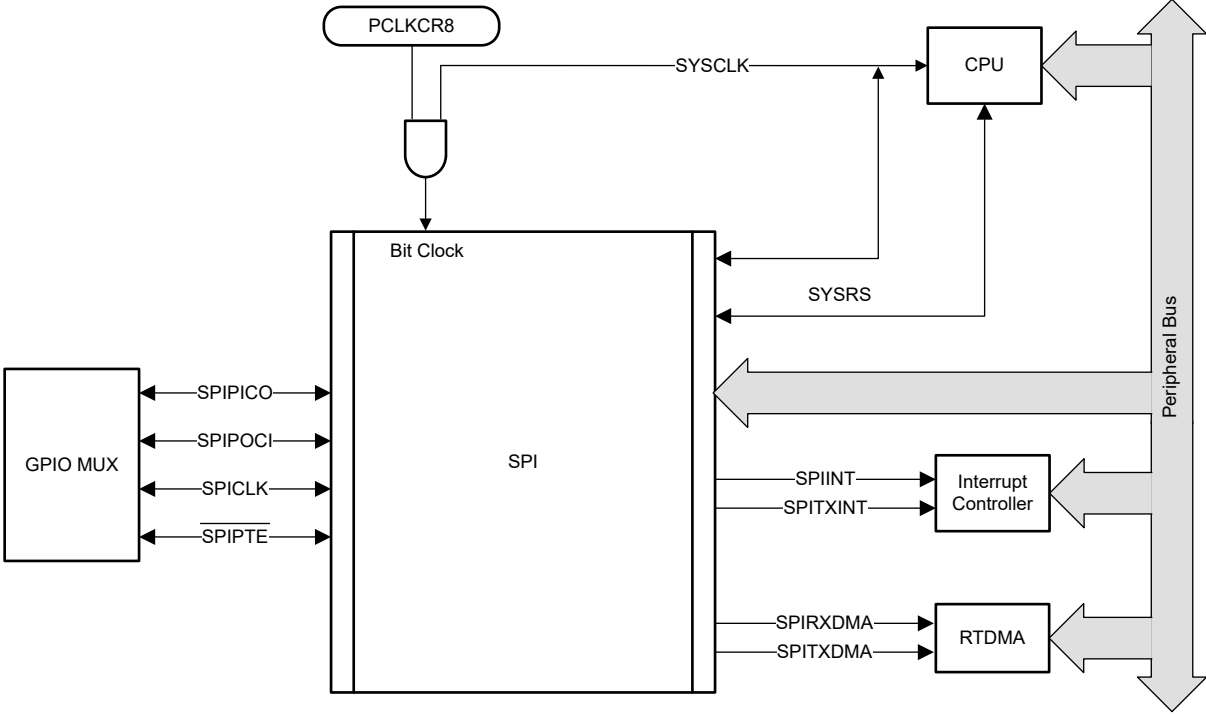 PCLKCR8
SYSCLK
CPU
Bit Clock
SYSRS
Peripheral Bus
SPIPICO
SPIPOCI
GPIO MUX
SPI
SPICLK
SPIPTE
SPIINT
SPITXINT
Interrupt
Controller
SPIRXDMA
SPITXDMA
RTDMA